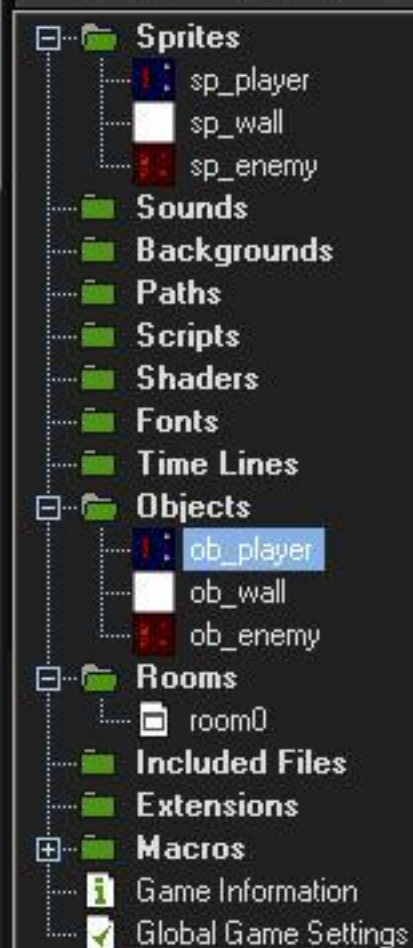 Sprites
sp_player
sp_wall
sp_enemy
Sounds
Backgrounds
Paths
Scripts
Shaders
Fonts
Time Lines
Objects
ob_player
ob_wall
ob_enemy
Rooms
room0
Included Files
Extensions
Macros
Game Information
Global Game Settings